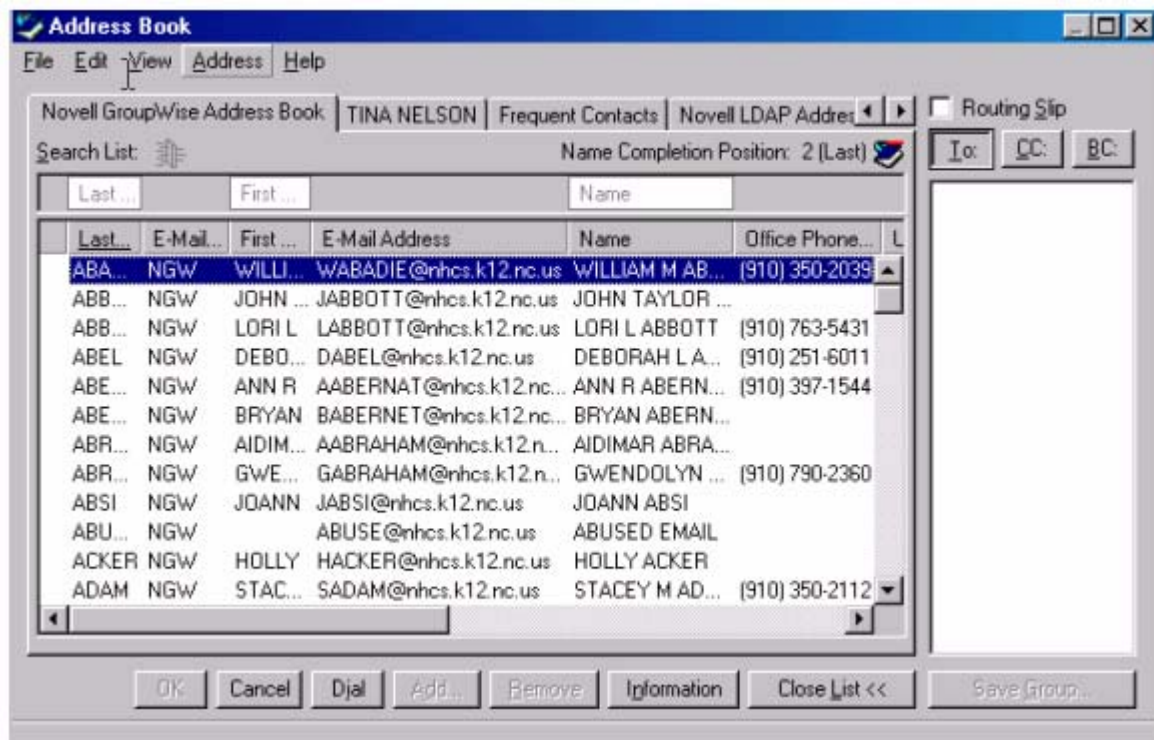 Address Book
File Edit View Address Help
Novell GroupWise Address Book TINA NELSON Frequent Contacts Novell LDAP Addres
Routing Slip
Search List: Name Completion Position: 2 (Last)
To: CC: BC:
Last ... First ... Name
Last... E-Mail... First ... E-Mail Address Name Office Phone... L
ABA... NGW WILLI... WABADIE@nhcs.k12.nc.us WILLIAM M AB... (910) 350-2039
ABB... NGW JOHN ... JABBOTT@nhcs.k12.nc.us JOHN TAYLOR ...
ABB... NGW LORI L LABBOTT@nhcs.k12.nc.us LORI L ABBOTT (910) 763-5431
ABEL NGW DEBO... DABEL@nhcs.k12.nc.us DEBORAH L A... (910) 251-6011
ABE... NGW ANN R AABERNAT@nhcs.k12.nc... ANN R ABERN... (910) 397-1544
ABE... NGW BRYAN BABERNET@nhcs.k12.nc... BRYAN ABERN...
ABR... NGW AIDIM... AABRAHAM@nhcs.k12.n... AIDIMAR ABRA...
ABR... NGW GWE... GABRAHAM@nhcs.k12.n... GWENDOLYN ... (910) 790-2360
ABSI NGW JOANN JABSI@nhcs.k12.nc.us JOANN ABSI
ABU... NGW ABUSE@nhcs.k12.nc.us ABUSED EMAIL
ACKER NGW HOLLY HACKER@nhcs.k12.nc.us HOLLY ACKER
ADAM NGW STAC... SADAM@nhcs.k12.nc.us STACEY M AD... (910) 350-2112
OK Cancel Dial Add... Remove Information Close List << Save Group...